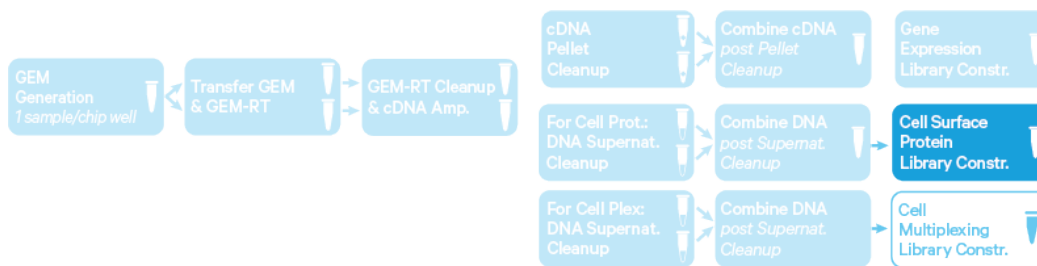 GEM
Generation
1 sample/chip well
Transfer GEM
& GEM-RT
GEM-RT Cleanup
& cDNA Amp.
cDNA
Pellet
Cleanup
Combine cDNA
post Pellet
Cleanup
Gene
Expression
Library Constr.
For Cell Prot.:
DNA Supernat.
Cleanup
Combine DNA
post Supernat.
Cleanup
Cell Surface
Protein
Library Constr.
For Cell Plex:
DNA Supernat.
Cleanup
Combine DNA
post Supernat.
Cleanup
Cell
Multiplexing
Library Constr.